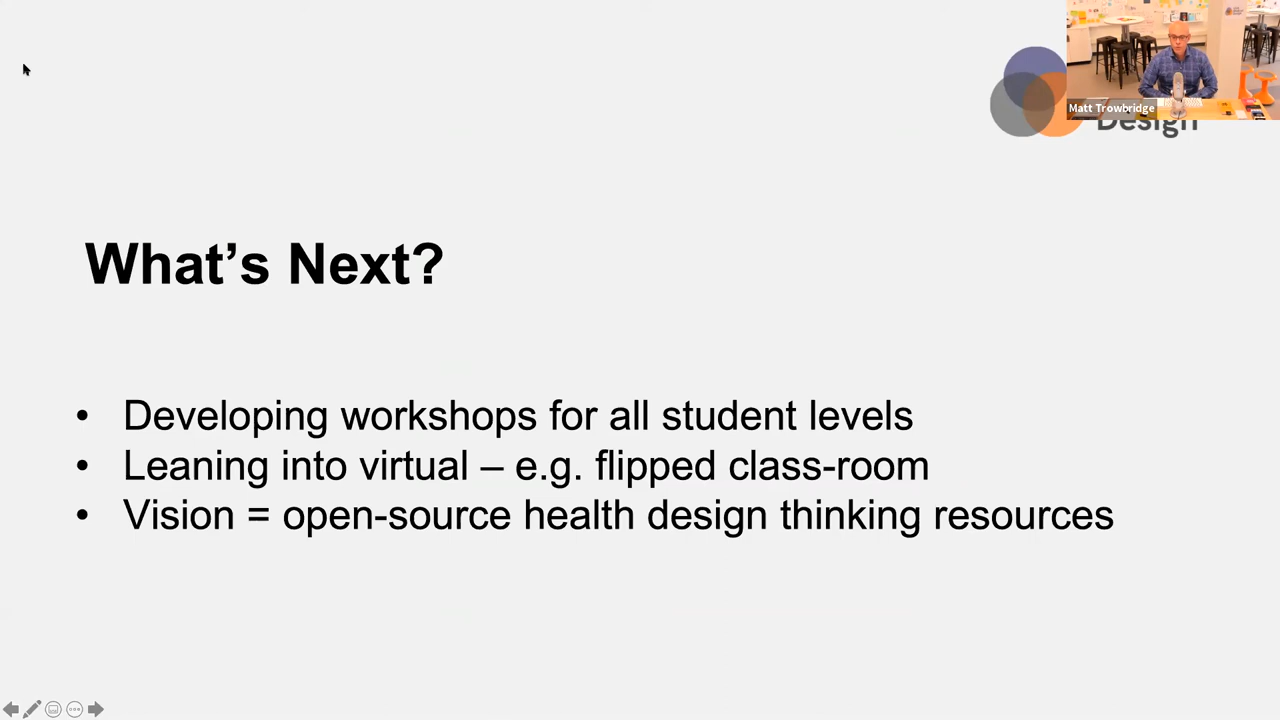 Matt Trowbridge
Design
What's Next?
• Developing workshops for all student levels
• Leaning into virtual – e.g. flipped class-room
• Vision = open-source health design thinking resources